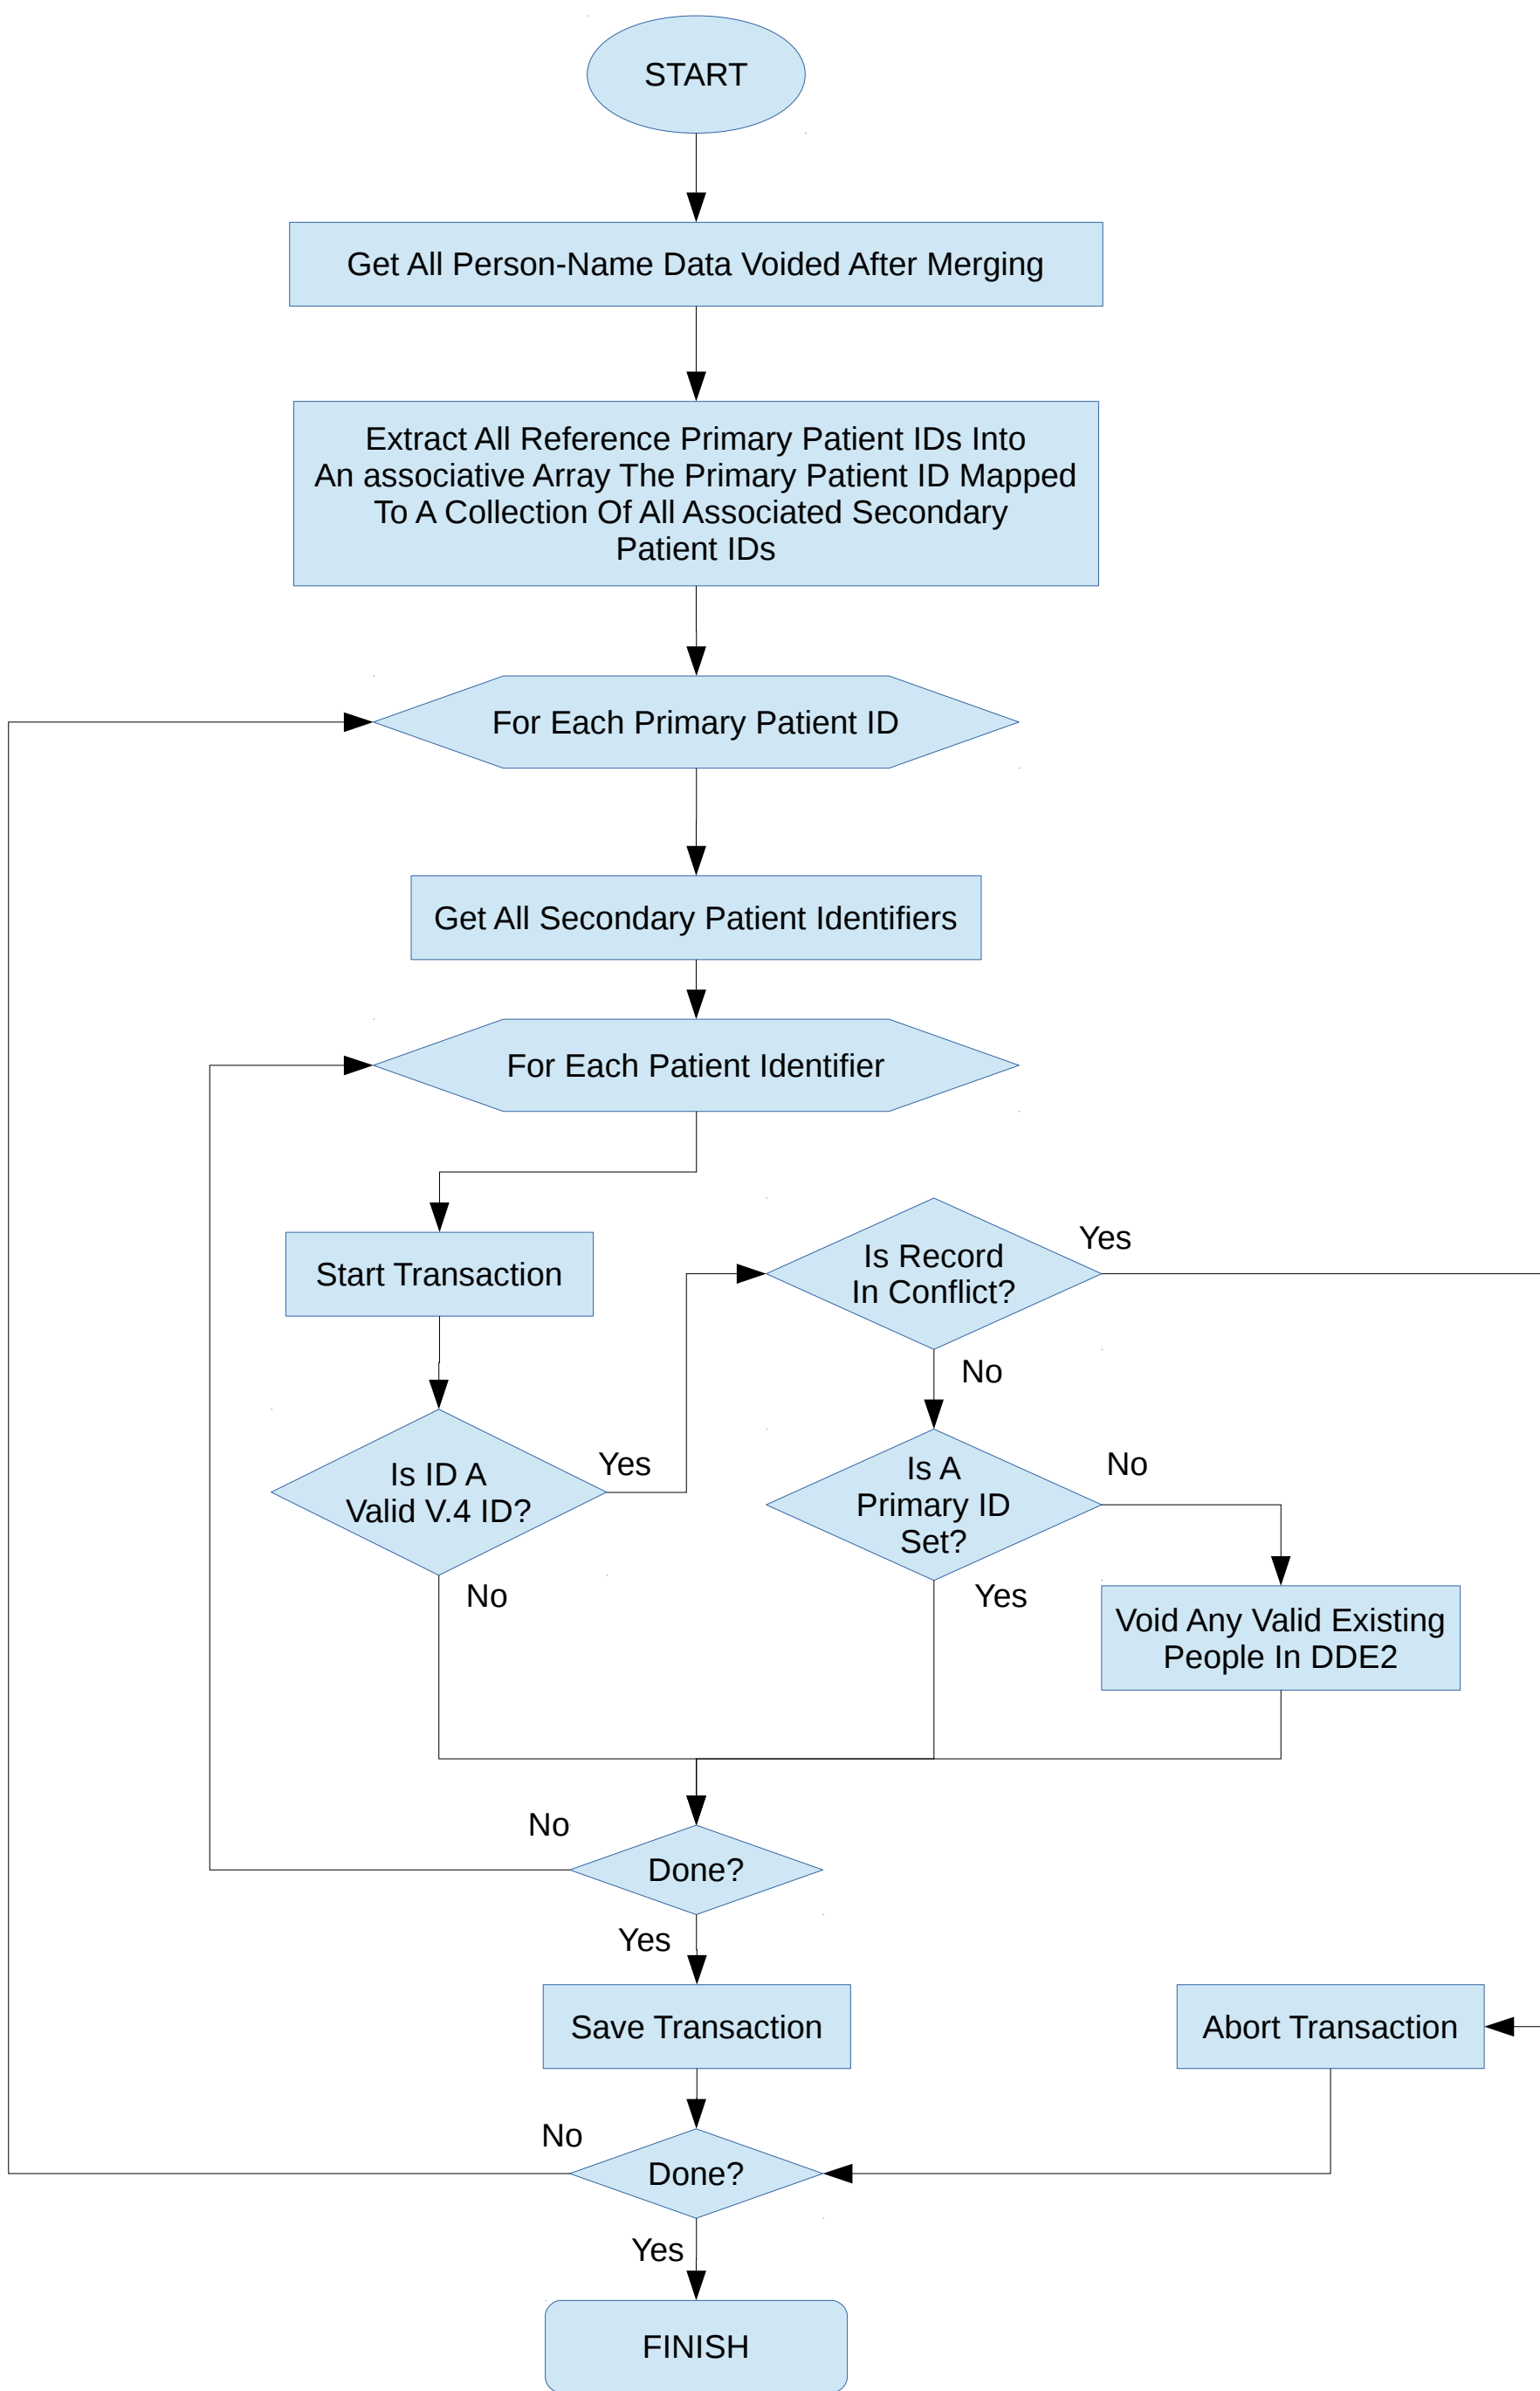 START
Get All Person-Name Data Voided After Merging
Extract All Reference Primary Patient IDs Into
An associative Array The Primary Patient ID Mapped
To A Collection Of All Associated Secondary
Patient IDs
For Each Primary Patient ID
Get All Secondary Patient Identifiers
For Each Patient Identifier
Start Transaction
Is Record
In Conflict?
Yes
No
Is ID A
Valid V.4 ID?
Yes
No
Is A
Primary ID
Set?
No
Yes
Void Any Valid Existing
People In DDE2
No
Done?
Yes
Save Transaction
Abort Transaction
No
Done?
Yes
FINISH